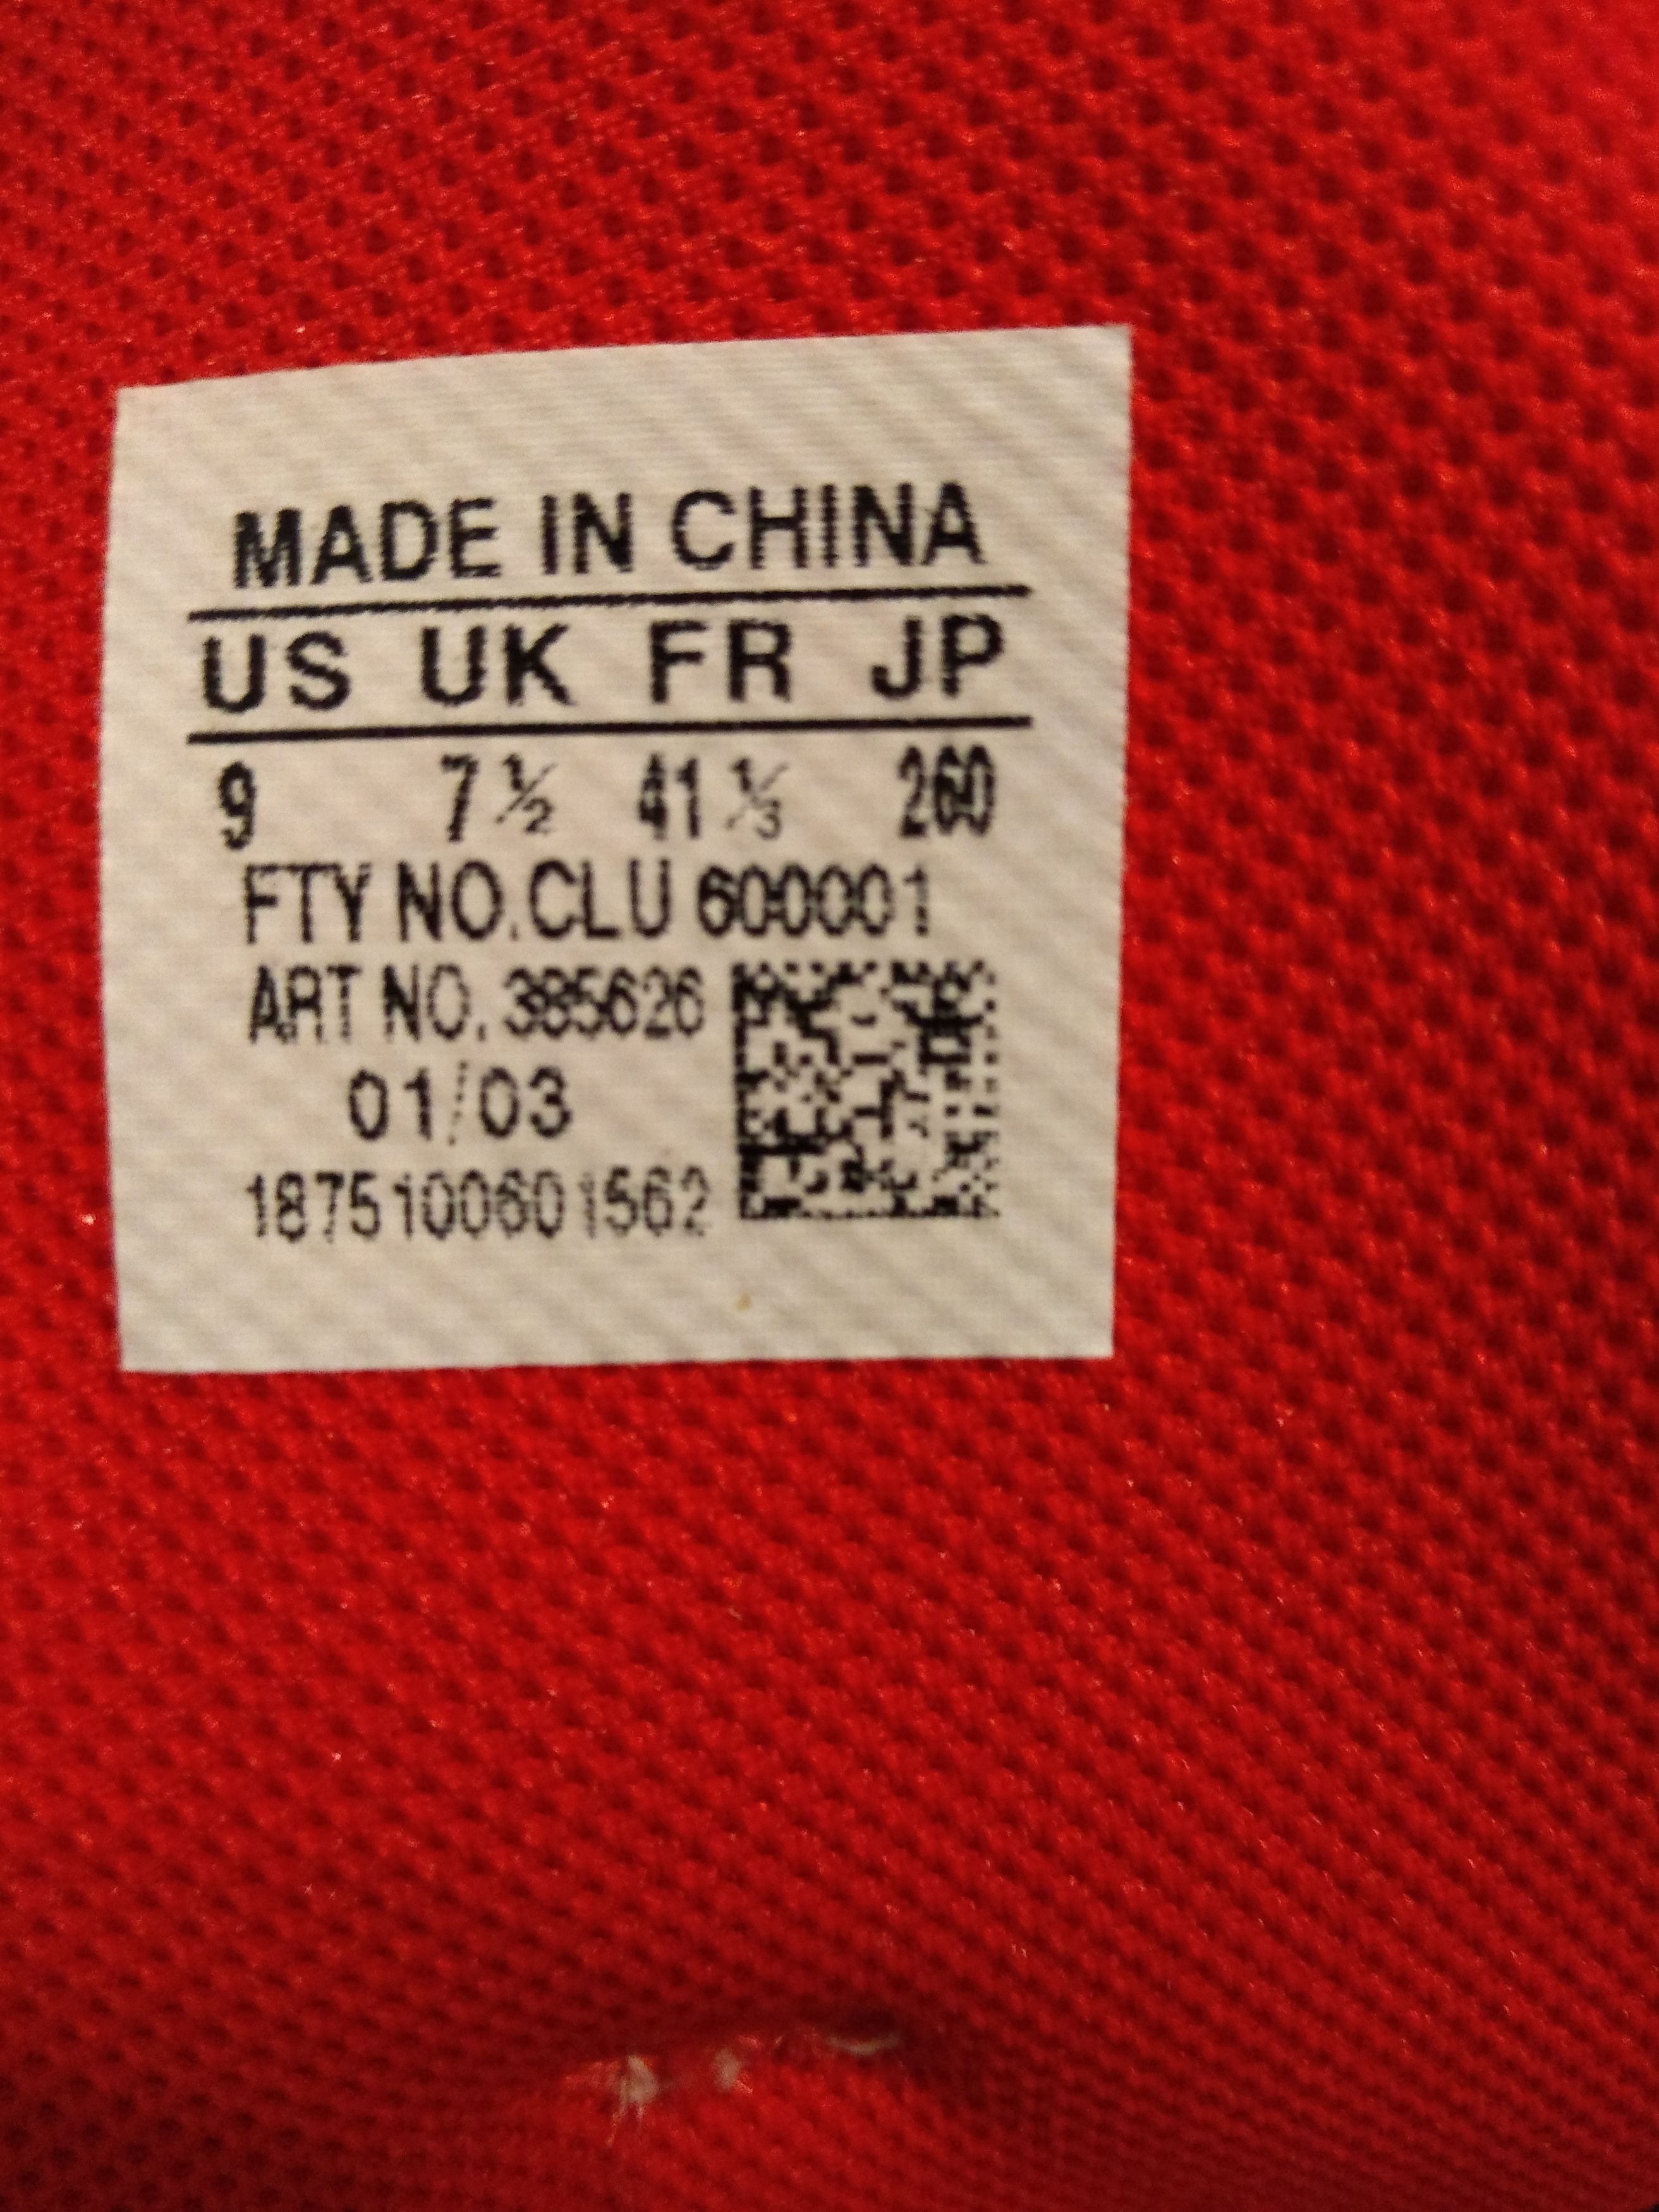 MADE IN CHINA
US UK FR JP
9 7½ 41⅓ 260
FTY NO.CLU 600001
ART NO. 385626
01/03
1875100601562